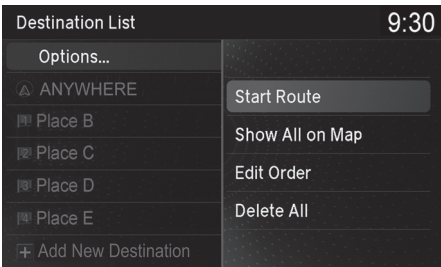 Destination List 9:30
Options...
ANYWHERE
Place B
Place C
Place D
Place E
Add New Destination
Start Route
Show All on Map
Edit Order
Delete All